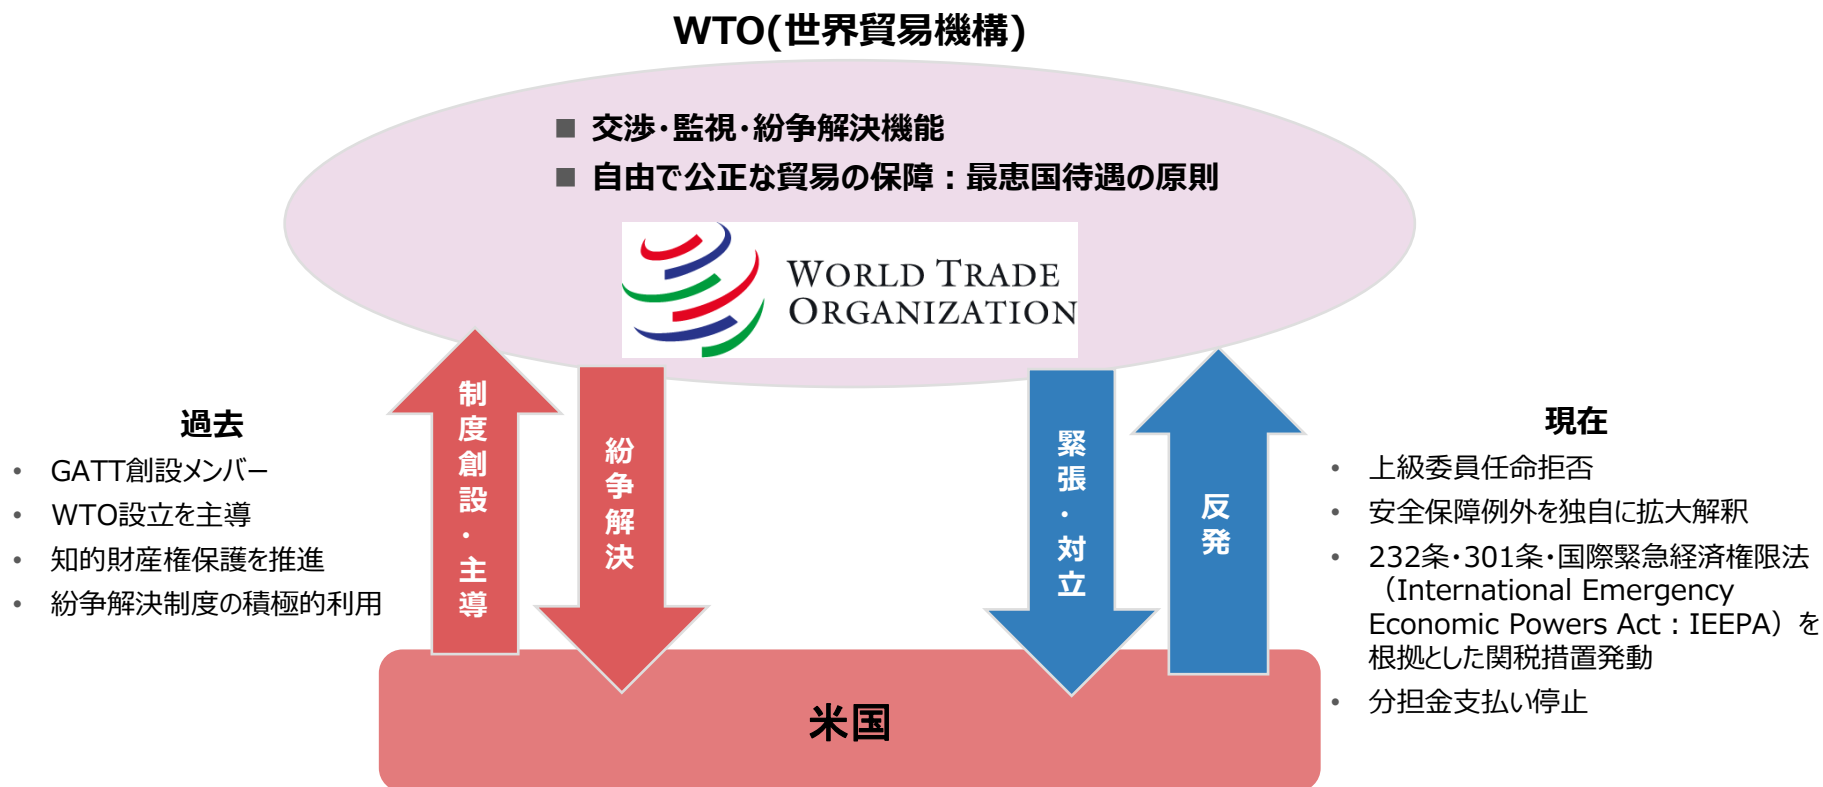 WTO(世界貿易機構)
■ 交渉・監視・紛争解決機能
■ 自由で公正な貿易の保障：最恵国待遇の原則
WORLD TRADE
ORGANIZATION
過去
• GATT創設メンバー
• WTO設立を主導
• 知的財産権保護を推進
• 紛争解決制度の積極的利用
制度創設・主導
紛争解決
緊張・対立
反発
現在
• 上級委員任命拒否
• 安全保障例外を独自に拡大解釈
• 232条・301条・国際緊急経済権限法
（International Emergency
Economic Powers Act：IEEPA）を
根拠とした関税措置発動
• 分担金支払い停止
米国